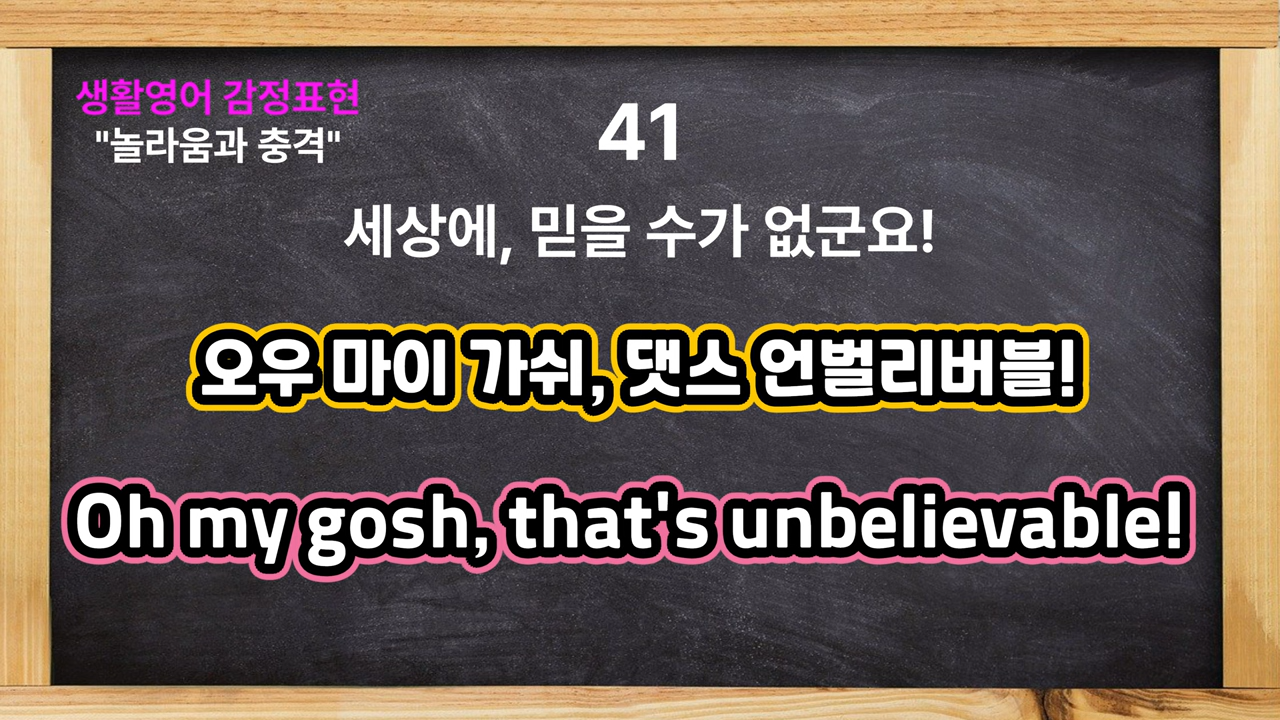 생활영어 감정표현
"놀라움과 충격"
41
세상에, 믿을 수가 없군요!
오우 마이 가쉬, 댓스 언벌리버블!
Oh my gosh, that's unbelievable!